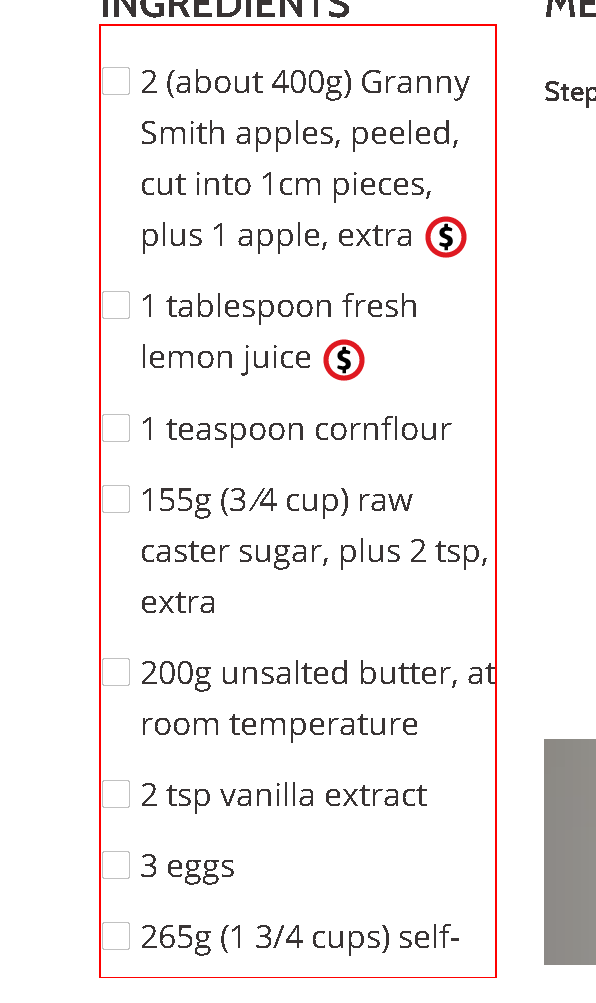 INGREDIENTS
2 (about 400g) Granny
Smith apples, peeled,
cut into 1cm pieces,
plus 1 apple, extra $
1 tablespoon fresh
lemon juice $
1 teaspoon cornflour
155g (3⁄4 cup) raw
caster sugar, plus 2 tsp,
extra
200g unsalted butter, at
room temperature
2 tsp vanilla extract
3 eggs
265g (1 3/4 cups) self-
ME
Step